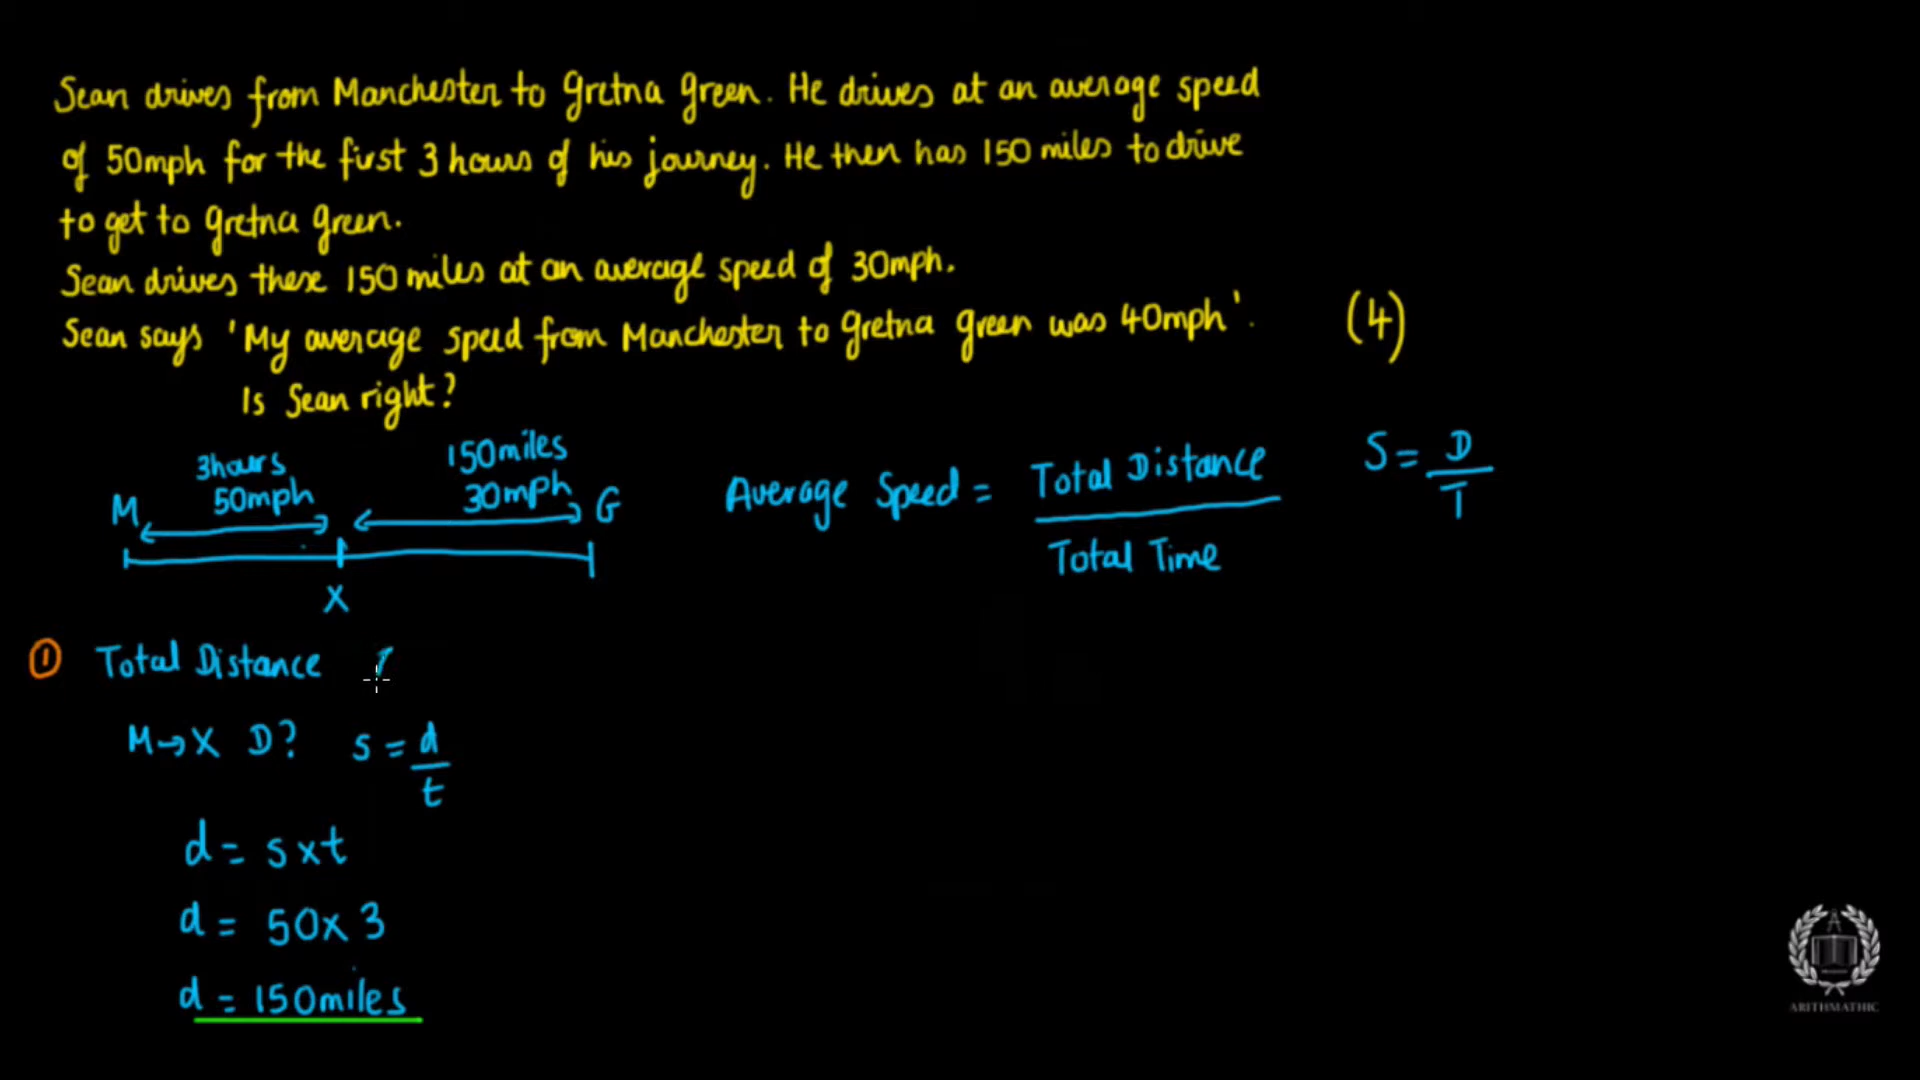 Sean drives from Manchester to Gretna Green. He drives at an average speed
of 50mph for the first 3 hours of his journey. He then has 150 miles to drive
to get to Gretna Green.
Sean drives these 150 miles at an average speed of 30mph.
Sean says 'My average speed from Manchester to Gretna Green was 40mph'. (4)
Is Sean right?
3hours
50mph
150miles
30mph
M
G
X
Average Speed = Total Distance
Total Time
S = D
T
① Total Distance
M→X D? s = d
t
d = s x t
d = 50 x 3
d = 150miles
ARITHMATHIC